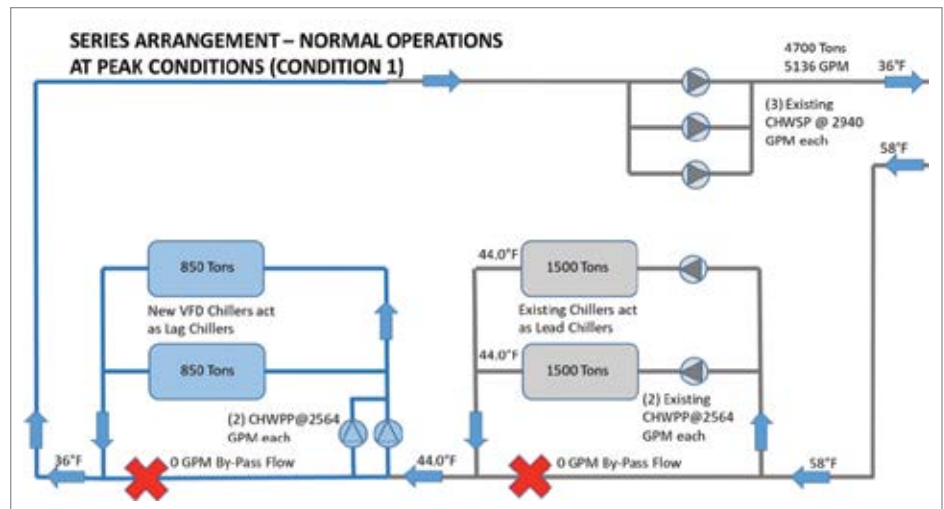 SERIES ARRANGEMENT – NORMAL OPERATIONS
AT PEAK CONDITIONS (CONDITION 1)
4700 Tons
5136 GPM
36°F
(3) Existing
CHWSP @ 2940
GPM each
58°F
850 Tons
New VFD Chillers act
as Lag Chillers
850 Tons
(2) CHWPP@2564
GPM each
44.0°F
1500 Tons
Existing Chillers act
as Lead Chillers
44.0°F
1500 Tons
(2) Existing
CHWPP@2564
GPM each
36°F
0 GPM By-Pass Flow
44.0°F
0 GPM By-Pass Flow
58°F